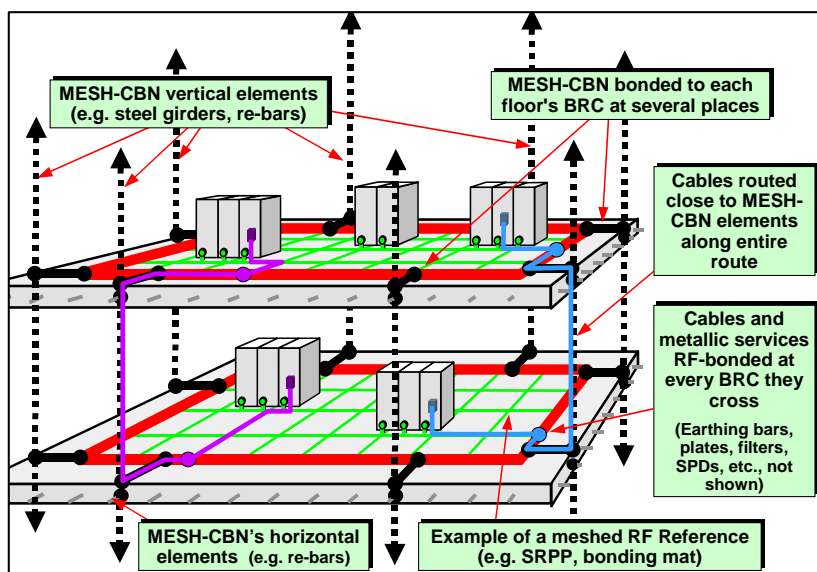 MESH-CBN vertical elements
(e.g. steel girders, re-bars)
MESH-CBN bonded to each
floor's BRC at several places
Cables routed
close to MESH-
CBN elements
along entire
route
Cables and
metallic services
RF-bonded at
every BRC they
cross
(Earthing bars,
plates, filters,
SPDs, etc., not
shown)
MESH-CBN's horizontal
elements (e.g. re-bars)
Example of a meshed RF Reference
(e.g. SRPP, bonding mat)